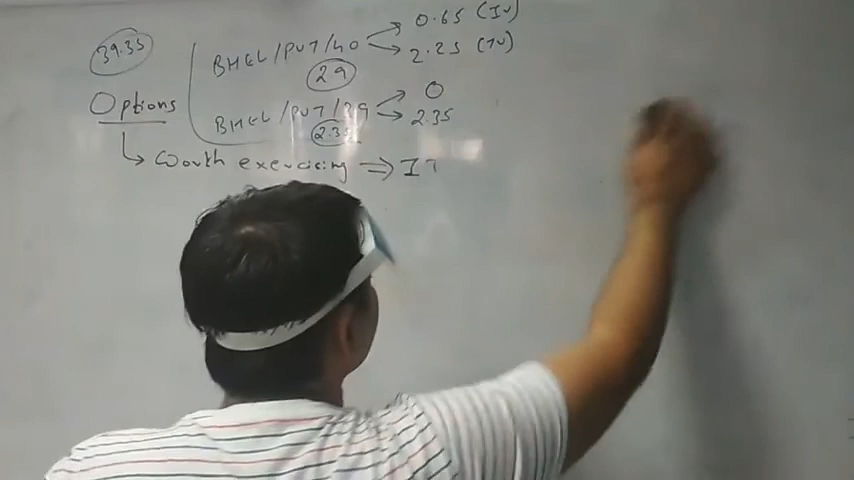 39.35
BHEL/PUT/40 → 0.65 (IV)
→ 2.25 (TV)
29
Options
BHEL/PUT/39 → 0
→ 2.35
2.35
↳ Worth exercising ⇒ IT